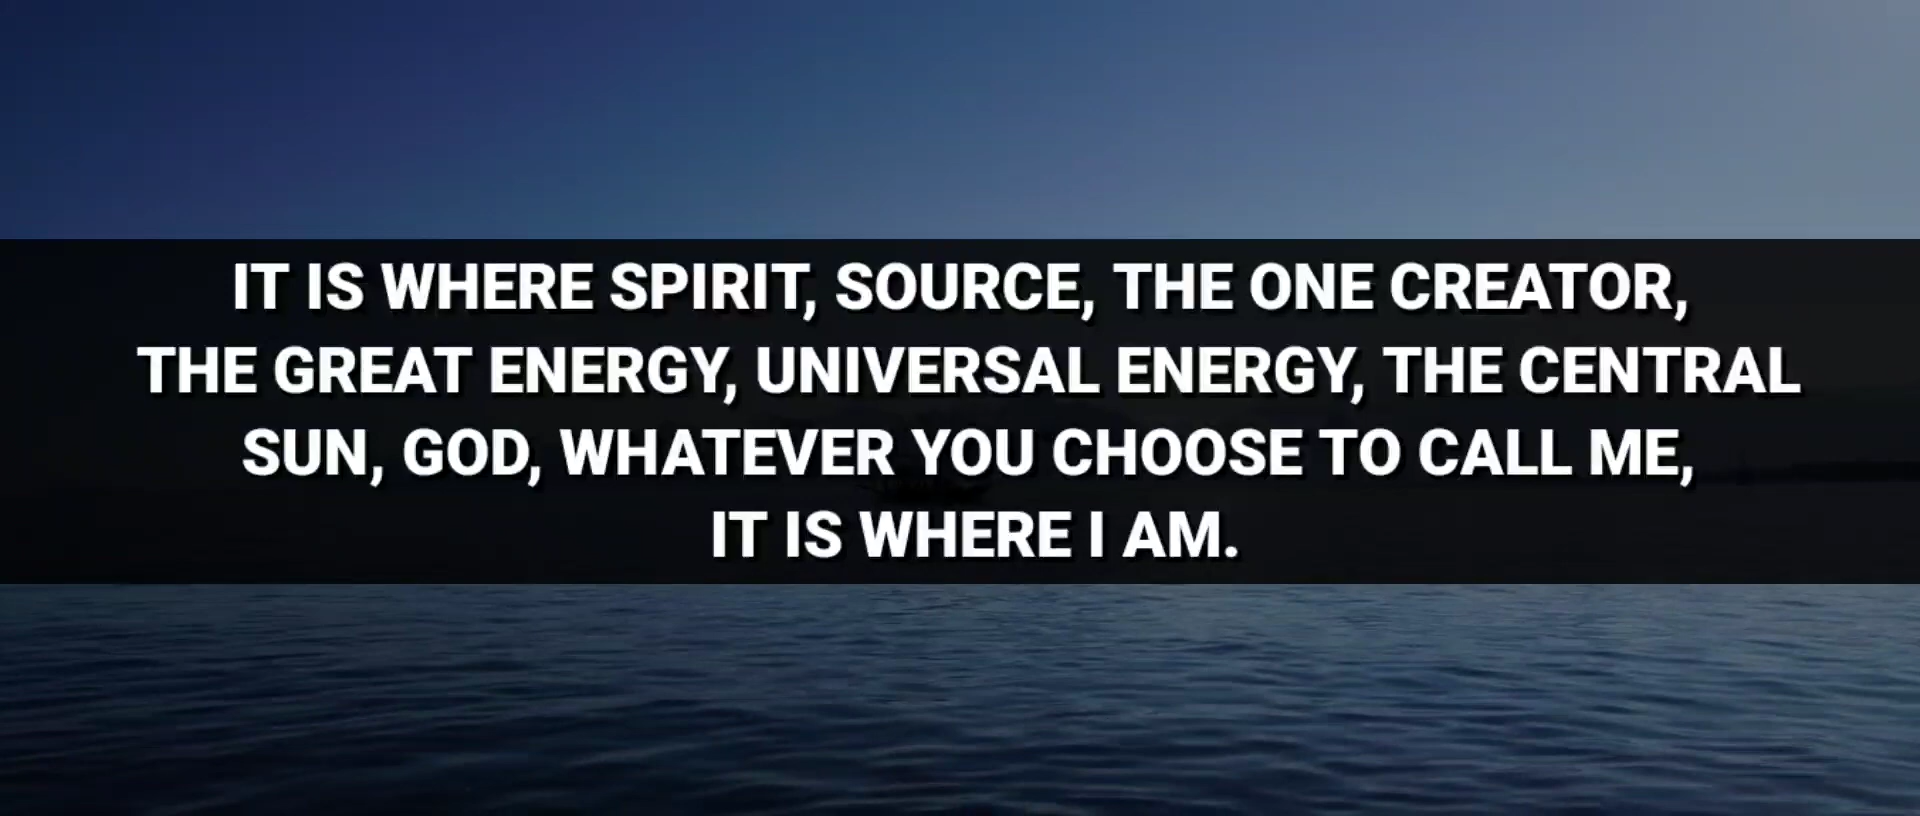 IT IS WHERE SPIRIT, SOURCE, THE ONE CREATOR,
THE GREAT ENERGY, UNIVERSAL ENERGY, THE CENTRAL
SUN, GOD, WHATEVER YOU CHOOSE TO CALL ME,
IT IS WHERE I AM.